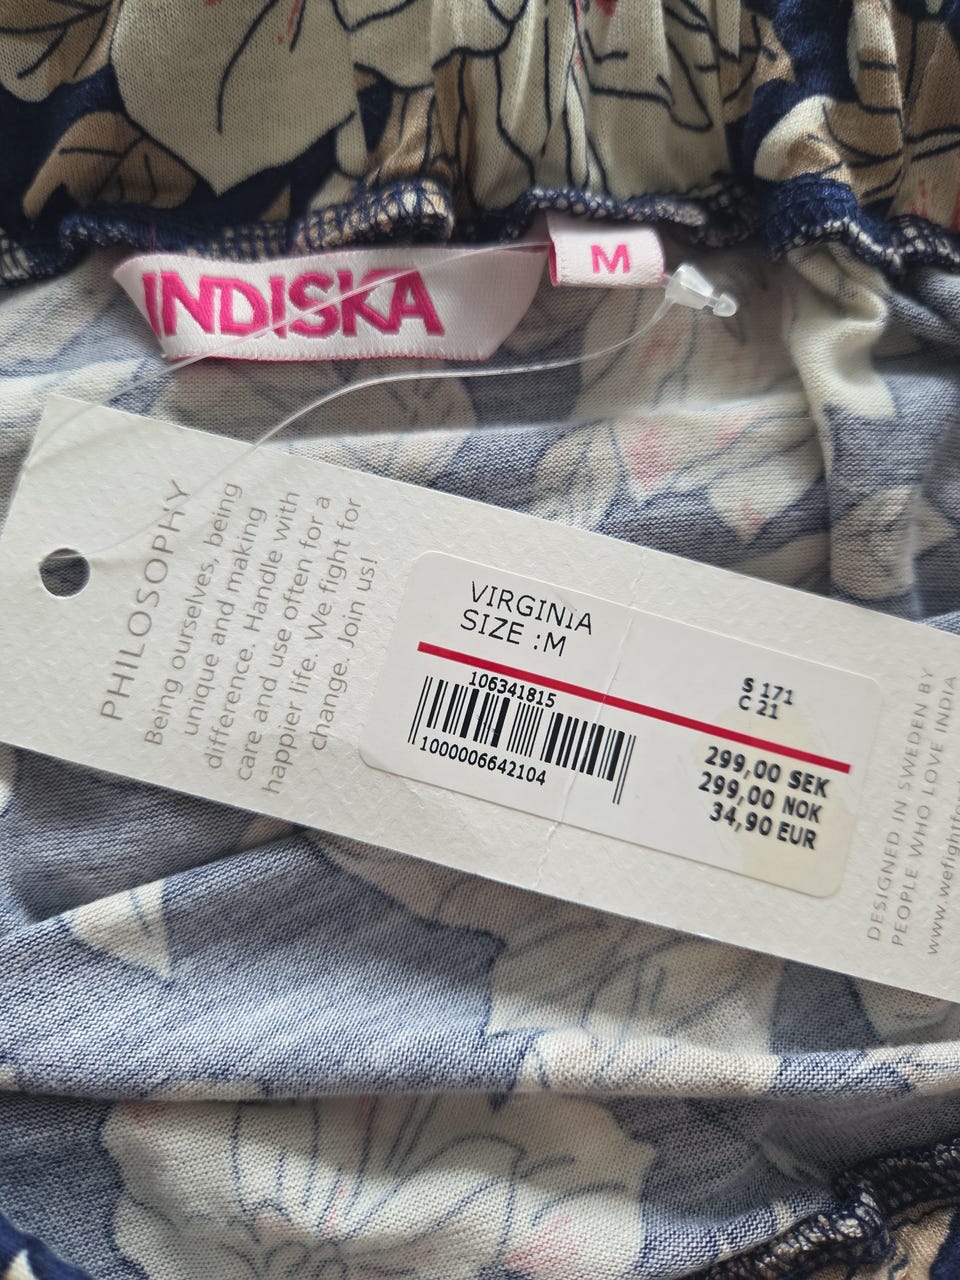 INDISKA
M
PHILOSOPHY
Being ourselves, being
unique and making
difference. Handle with
care and use often for a
happier life. We fight for
change. Join us!
VIRGINIA
SIZE :M
106341815
1000006642104
S 171
C 21
299,00 SEK
299,00 NOK
34,90 EUR
DESIGNED IN SWEDEN BY
PEOPLE WHO LOVE INDIA